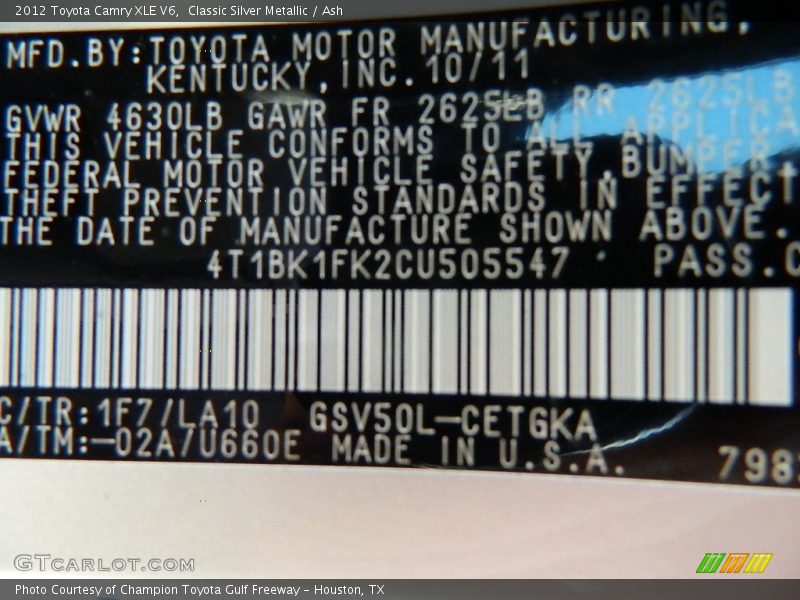 2012 Toyota Camry XLE V6, Classic Silver Metallic / Ash
MFD.BY:TOYOTA MOTOR MANUFACTURING,
KENTUCKY,INC. 10/11
GVWR 4630LB GAWR FR 2625LB RR 2625LB
THIS VEHICLE CONFORMS TO ALL APPLICA
FEDERAL MOTOR VEHICLE SAFETY,BUMPER
THEFT PREVENTION STANDARDS IN EFFECT
THE DATE OF MANUFACTURE SHOWN ABOVE.
4T1BK1FK2CU505547 PASS.C
C/TR:1F7/LA10 GSV50L-CETGKA
A/TM:-02A/U660E MADE IN U.S.A.
798
GTCARLOT.COM
Photo Courtesy of Champion Toyota Gulf Freeway - Houston, TX